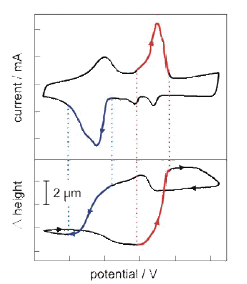 current / mA
Δ height
2 μm
potential / V